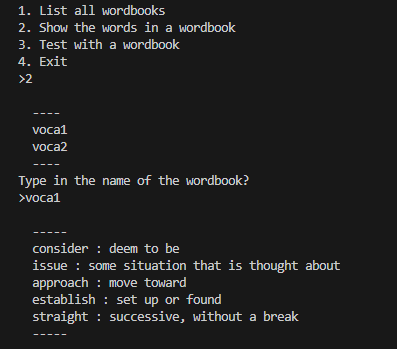 1. List all wordbooks
2. Show the words in a wordbook
3. Test with a wordbook
4. Exit
>2
----
voca1
voca2
----
Type in the name of the wordbook?
>voca1
-----
consider : deem to be
issue : some situation that is thought about
approach : move toward
establish : set up or found
straight : successive, without a break
-----